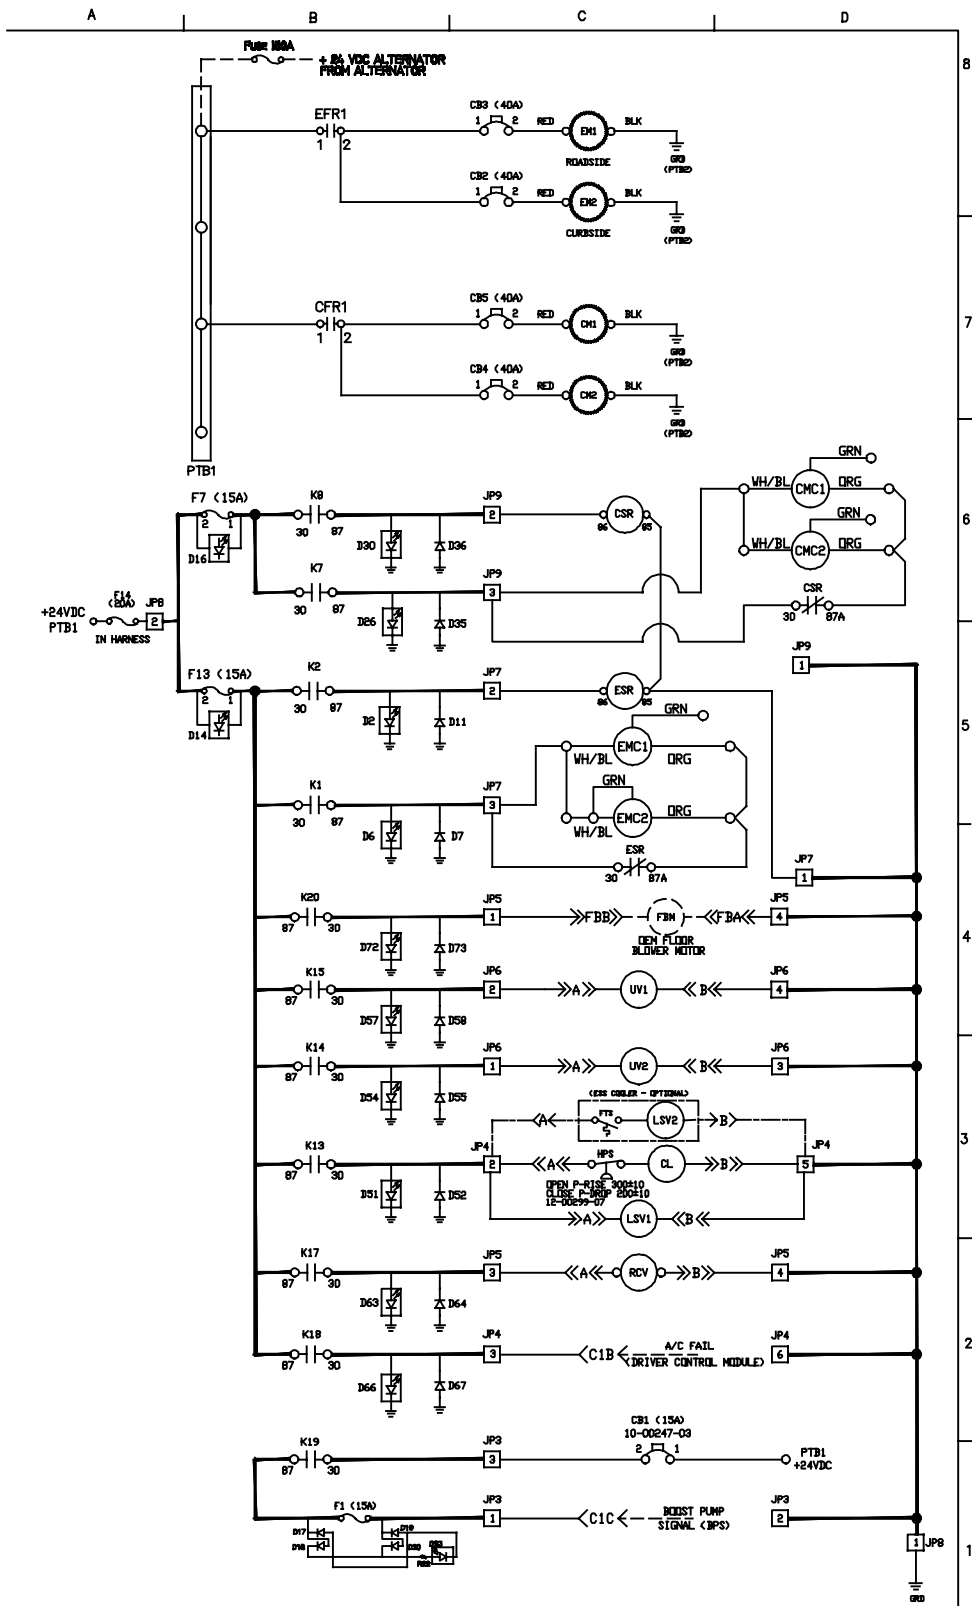 A B C D
8
Fuse 150A
+ 24 VDC ALTERNATOR
FROM ALTERNATOR
EFR1
1 2
CB3 (40A)
1 2 RED EM1 BLK
ROADSIDE
GRD
(PTB2)
CB2 (40A)
1 2 RED EM2 BLK
CURBSIDE
GRD
(PTB2)
CFR1
1 2
CB5 (40A)
1 2 RED CM1 BLK
GRD
(PTB2)
7
CB4 (40A)
1 2 RED CM2 BLK
GRD
(PTB2)
PTB1
GRN
WH/BL CMC1 ORG
F7 (15A)
2 1
D16
K8
30 87
D30 D36
JP9
2
86 CSR 85
GRN
WH/BL CMC2 ORG
6
K7
30 87
D26 D35
JP9
3
CSR
30 87A
+24VDC
PTB1
F14
(20A)
JP8
2
IN HARNESS
JP9
1
F13 (15A)
2 1
D14
K2
30 87
D2 D11
JP7
2
86 ESR 85
5
GRN
WH/BL EMC1 ORG
K1
30 87
D6 D7
JP7
3
GRN
WH/BL EMC2 ORG
ESR
30 87A
JP7
1
K20
87 30
D72 D73
JP5
1
FBB FBM FBA
OEM FLOOR
BLOWER MOTOR
JP5
4
4
K15
87 30
D57 D58
JP6
2
A UV1 B
JP6
4
K14
87 30
D54 D55
JP6
1
A UV2 B
JP6
3
(ESS COOLER - OPTIONAL)
A FTS LSV2 B
3
K13
87 30
D51 D52
JP4
2
A HPS CL B
JP4
5
OPEN P-RISE 300±10
CLOSE P-DROP 200±10
12-00299-07
A LSV1 B
K17
87 30
D63 D64
JP5
3
A RCV B
JP5
4
K18
87 30
D66 D67
JP4
3
C1B
A/C FAIL
(DRIVER CONTROL MODULE)
JP4
6
2
K19
87 30
JP3
3
CB1 (15A)
10-00247-03
2 1
PTB1
+24VDC
F1 (15A)
D17 D19
D18 D20
JP3
1
C1C
BOOST PUMP
SIGNAL (BPS)
JP3
2
1 JP8
1
GRD